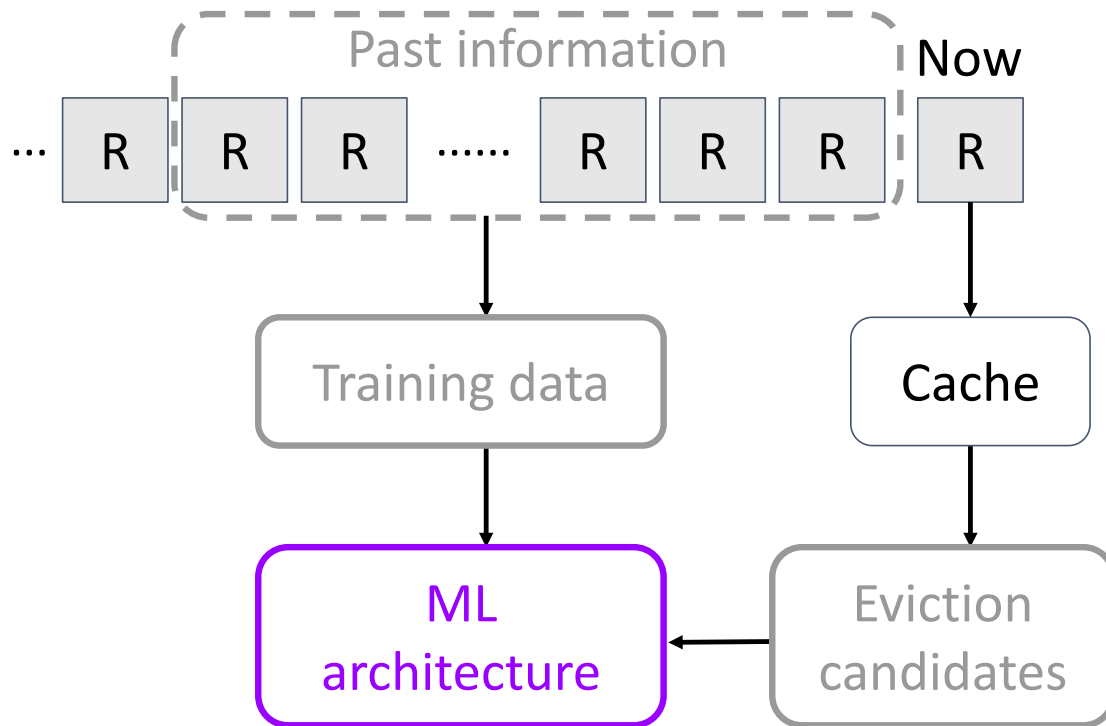 Past information
Now
... R R R ...... R R R R
Training data
Cache
ML
architecture
Eviction
candidates